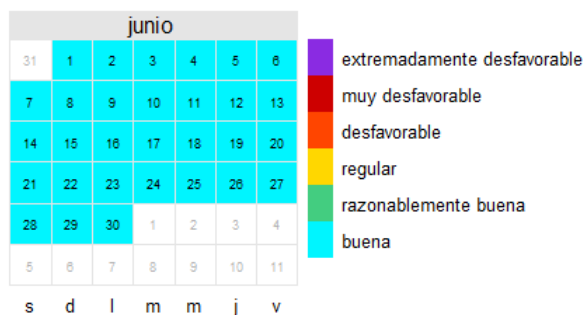 junio
31 1 2 3 4 5 6
7 8 9 10 11 12 13
14 15 16 17 18 19 20
21 22 23 24 25 26 27
28 29 30 1 2 3 4
5 6 7 8 9 10 11
s d l m m j v
extremadamente desfavorable
muy desfavorable
desfavorable
regular
razonablemente buena
buena